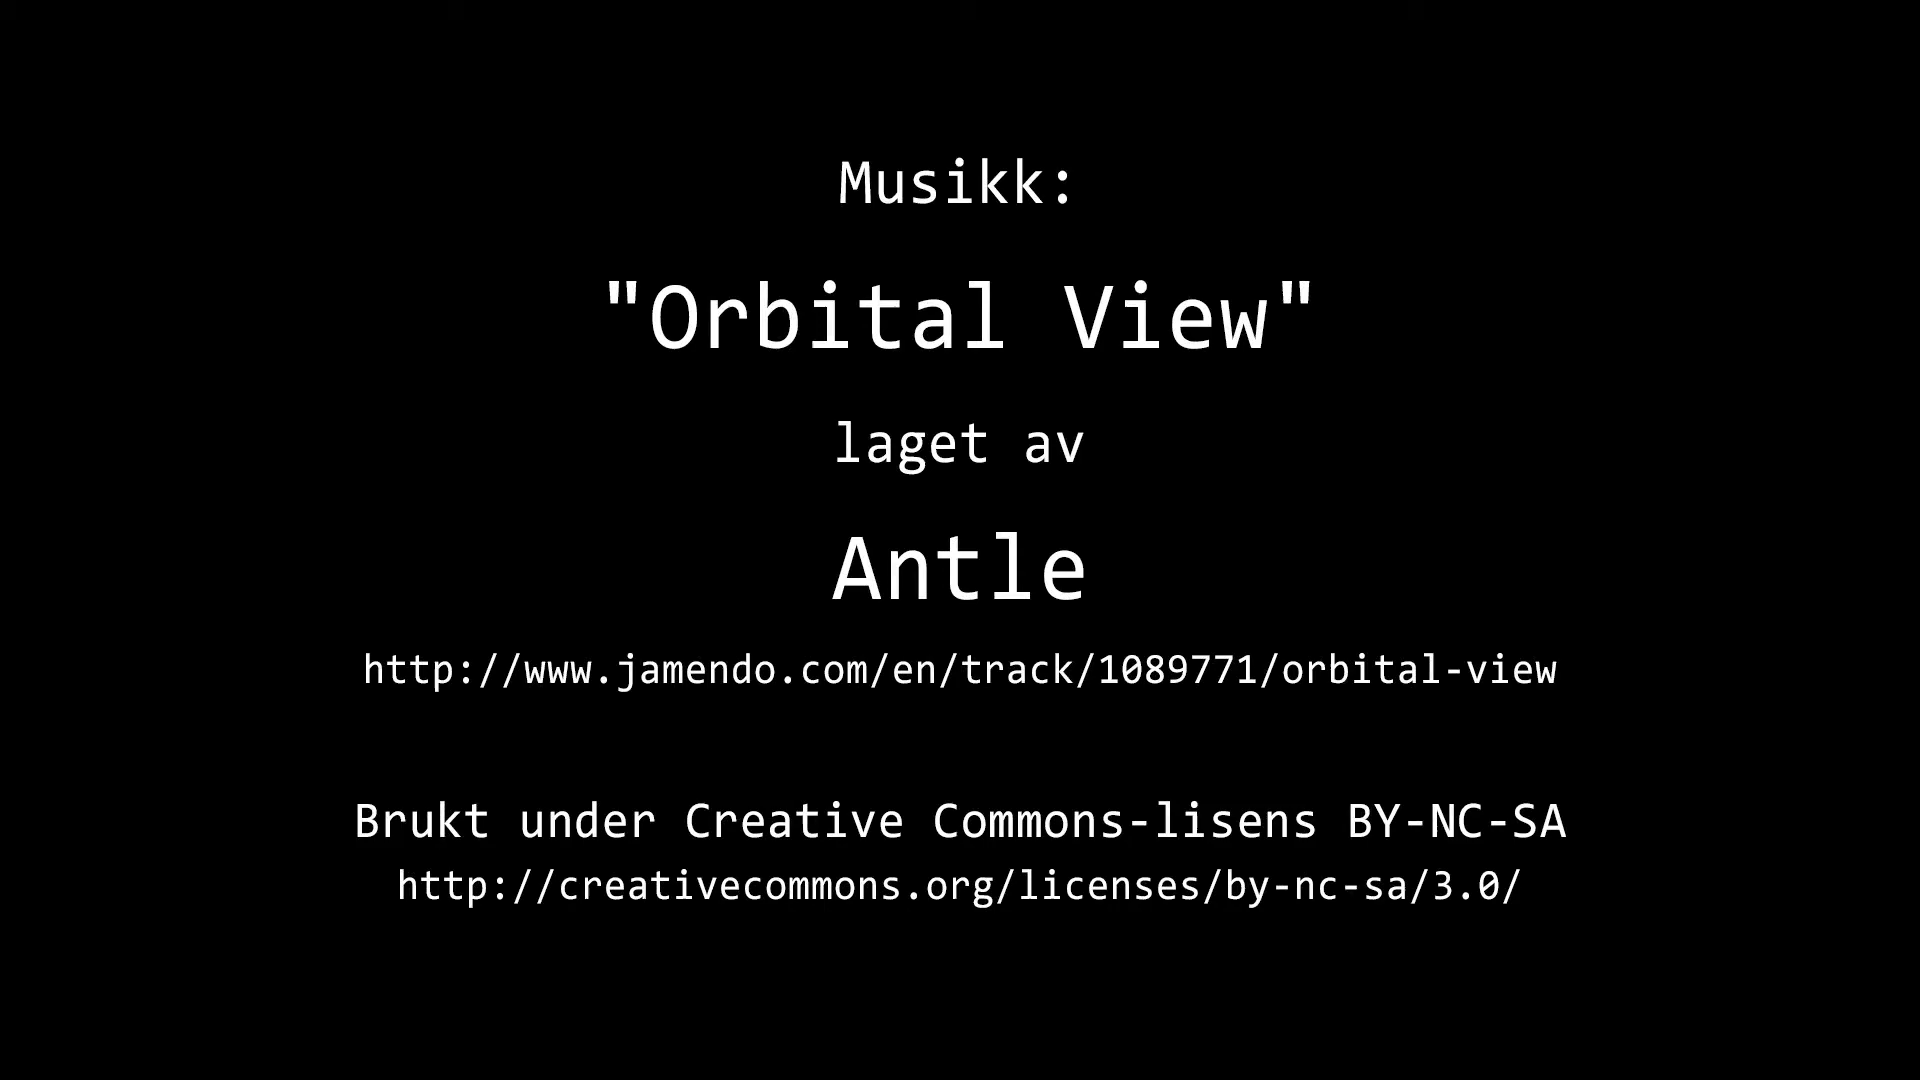 Musikk:
"Orbital View"
laget av
Antle
http://www.jamendo.com/en/track/1089771/orbital-view
Brukt under Creative Commons-lisens BY-NC-SA
http://creativecommons.org/licenses/by-nc-sa/3.0/